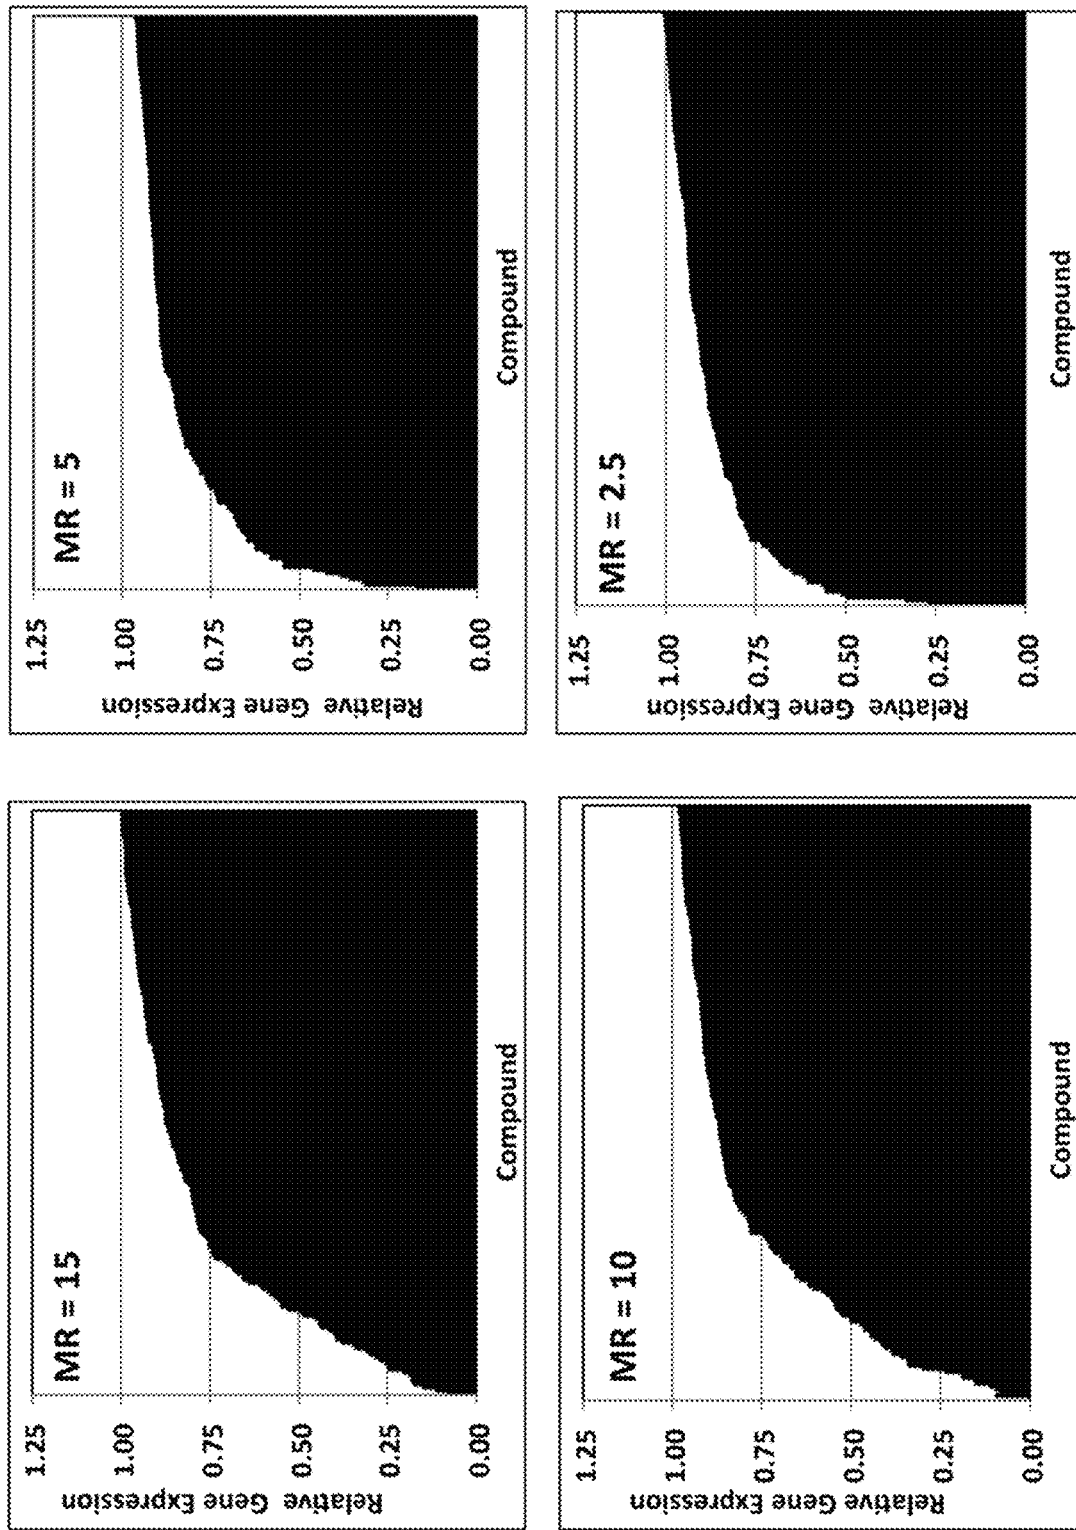 MR = 15
Relative Gene Expression
1.25
1.00
0.75
0.50
0.25
0.00
Compound
MR = 5
Relative Gene Expression
1.25
1.00
0.75
0.50
0.25
0.00
Compound
MR = 10
Relative Gene Expression
1.25
1.00
0.75
0.50
0.25
0.00
Compound
MR = 2.5
Relative Gene Expression
1.25
1.00
0.75
0.50
0.25
0.00
Compound